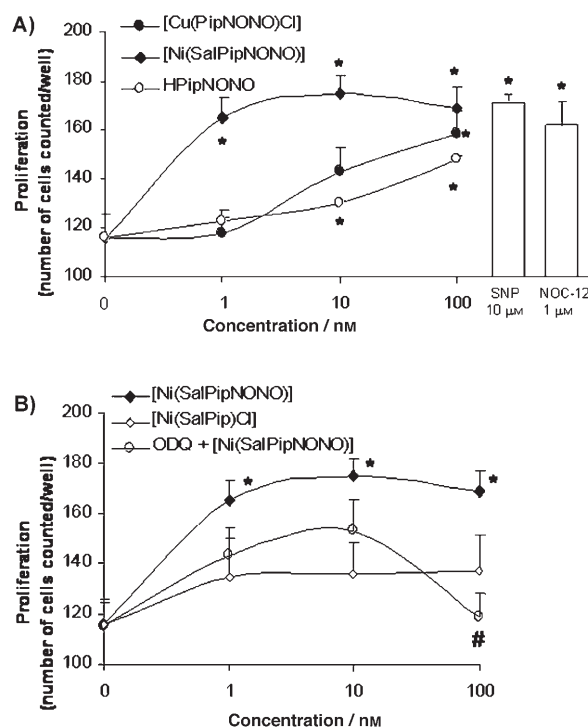 A)
[Cu(PipNONO)Cl]
[Ni(SalPipNONO)]
HPipNONO
Proliferation
(number of cells counted/well)
200
180
160
140
120
100
*
*
*
*
*
*
*
*
0
1
10
100
Concentration / nM
SNP
10 μM
NOC-12
1 μM
B)
[Ni(SalPipNONO)]
[Ni(SalPip)Cl]
ODQ + [Ni(SalPipNONO)]
Proliferation
(number of cells counted/well)
200
180
160
140
120
100
*
*
*
#
0
1
10
100
Concentration / nM